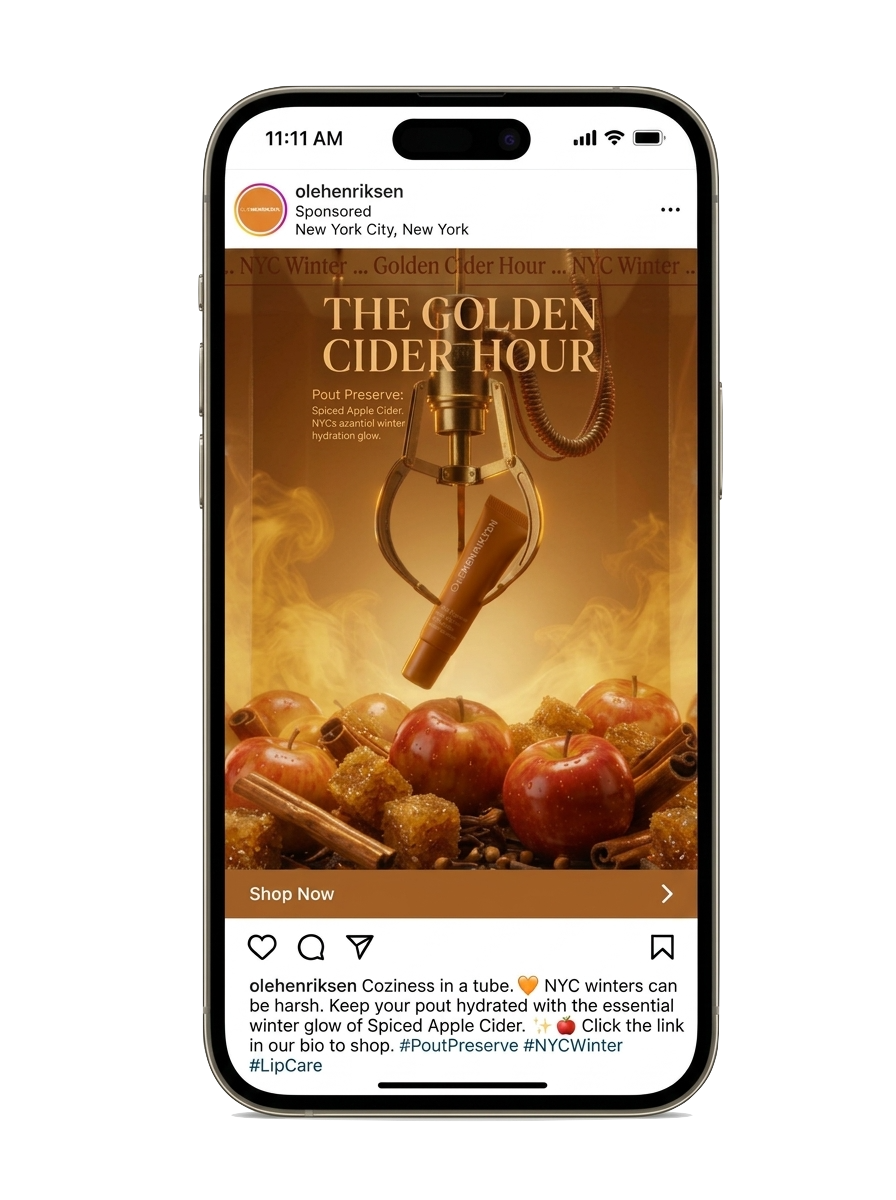 11:11 AM
olehenriksen
Sponsored
New York City, New York
.. NYC Winter ... Golden Cider Hour ... NYC Winter ..
THE GOLDEN
CIDER HOUR
Pout Preserve:
Spiced Apple Cider.
NYCs azantiol winter
hydration glow.
OLEHENRIKSEN
Shop Now
olehenriksen Coziness in a tube. 🧡 NYC winters can
be harsh. Keep your pout hydrated with the essential
winter glow of Spiced Apple Cider. ✨ 🍎 Click the link
in our bio to shop. #PoutPreserve #NYCWinter
#LipCare